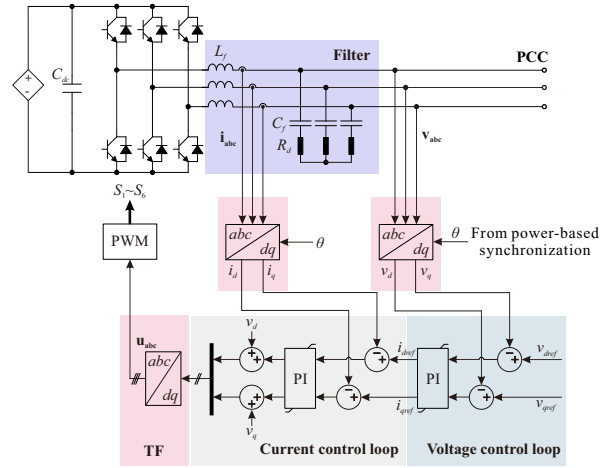 L_f
Filter
PCC
C_dc
+
-
C_f
R_d
i_abc
v_abc
S_1~S_6
PWM
abc
dq
θ
abc
dq
θ
From power-based
synchronization
i_d
i_q
v_d
v_q
v_d
u_abc
abc
dq
+
+
PI
-
+
i_dref
PI
-
+
v_dref
+
+
-
+
i_qref
-
+
v_qref
v_q
TF
Current control loop
Voltage control loop